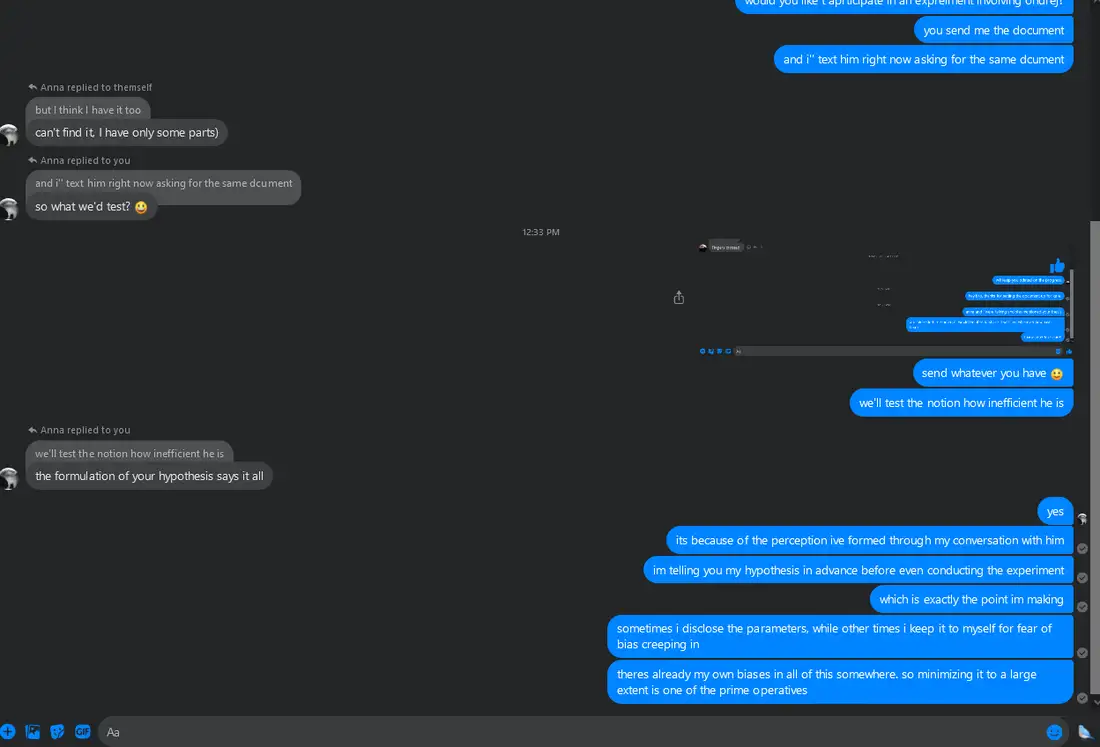 would you like t aprticipate in an expreiment involving ondrej?
you send me the document
and i'' text him right now asking for the same dcument
Anna replied to themself
but I think I have it too
can't find it, I have only some parts)
Anna replied to you
and i'' text him right now asking for the same dcument
so what we'd test? 😀
12:33 PM
send whatever you have 😀
we'll test the notion how inefficient he is
Anna replied to you
we'll test the notion how inefficient he is
the formulation of your hypothesis says it all
yes
its because of the perception ive formed through my conversation with him
im telling you my hypothesis in advance before even conducting the experiment
which is exactly the point im making
sometimes i disclose the parameters, while other times i keep it to myself for fear of
bias creeping in
theres already my own biases in all of this somewhere. so minimizing it to a large
extent is one of the prime operatives
GIF
Aa